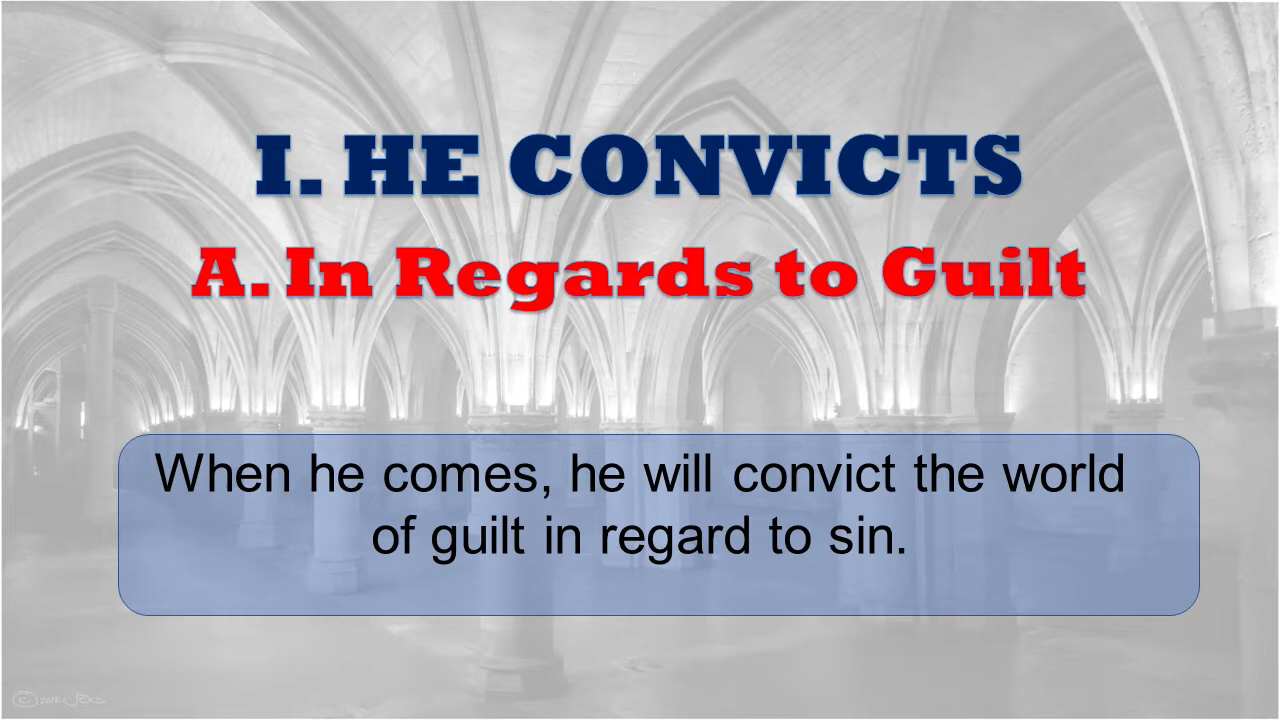 I. HE CONVICTS
A. In Regards to Guilt
When he comes, he will convict the world
of guilt in regard to sin.